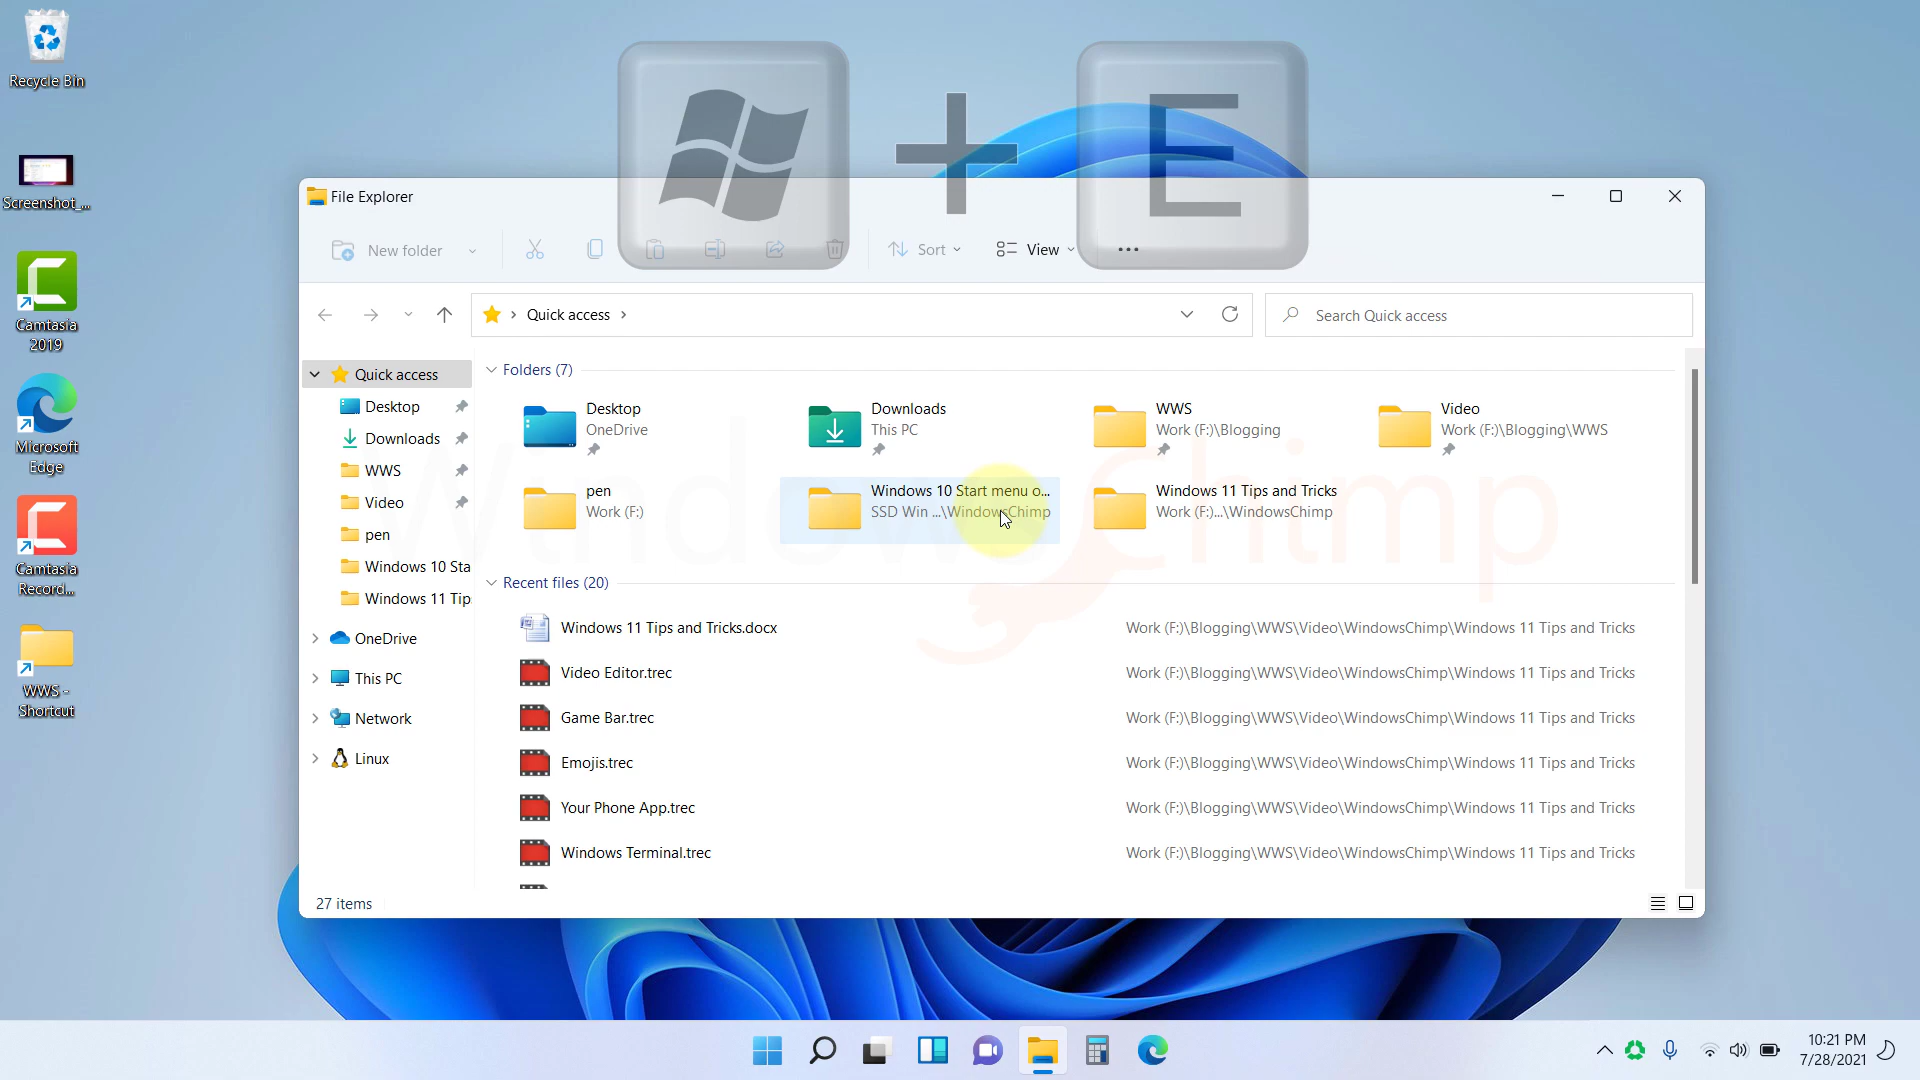 Recycle Bin
Screenshot_...
Camtasia
2019
Microsoft
Edge
Camtasia
Record...
WWS -
Shortcut
+ E
File Explorer
New folder
Sort
View
Quick access
Search Quick access
Quick access
Desktop
Downloads
WWS
Video
pen
Windows 10 Sta
Windows 11 Tip
OneDrive
This PC
Network
Linux
Folders (7)
Desktop
OneDrive
Downloads
This PC
WWS
Work (F:)\Blogging
Video
Work (F:)\Blogging\WWS
pen
Work (F:)
Windows 10 Start menu o...
SSD Win ...\WindowsChimp
Windows 11 Tips and Tricks
Work (F:)...\WindowsChimp
WindowsChimp
Recent files (20)
Windows 11 Tips and Tricks.docx Work (F:)\Blogging\WWS\Video\WindowsChimp\Windows 11 Tips and Tricks
Video Editor.trec Work (F:)\Blogging\WWS\Video\WindowsChimp\Windows 11 Tips and Tricks
Game Bar.trec Work (F:)\Blogging\WWS\Video\WindowsChimp\Windows 11 Tips and Tricks
Emojis.trec Work (F:)\Blogging\WWS\Video\WindowsChimp\Windows 11 Tips and Tricks
Your Phone App.trec Work (F:)\Blogging\WWS\Video\WindowsChimp\Windows 11 Tips and Tricks
Windows Terminal.trec Work (F:)\Blogging\WWS\Video\WindowsChimp\Windows 11 Tips and Tricks
27 items
10:21 PM
7/28/2021